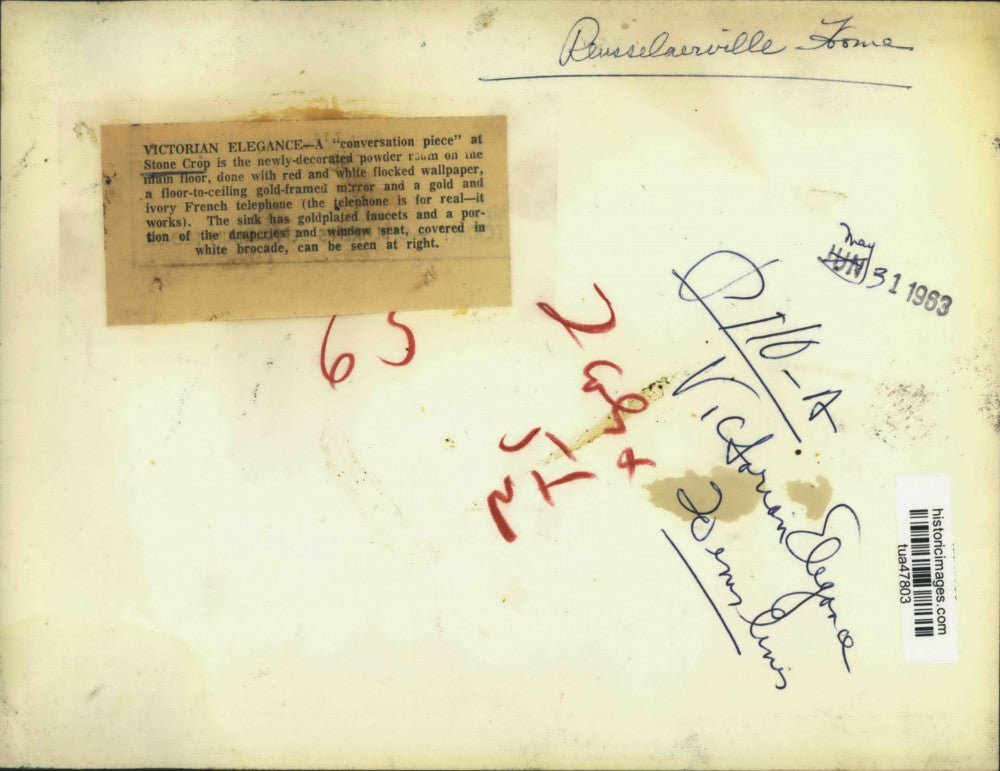 Rensselaerville Home
VICTORIAN ELEGANCE—A "conversation piece" at
Stone Crop is the newly-decorated powder room on the
main floor, done with red and white flocked wallpaper,
a floor-to-ceiling gold-framed mirror and a gold and
ivory French telephone (the telephone is for real—it
works). The sink has goldplated faucets and a por-
tion of the draperies and window seat, covered in
white brocade, can be seen at right.
May
JUN 31 1963
Victorian Elegance
2 col
63
historicimages.com
tua47803